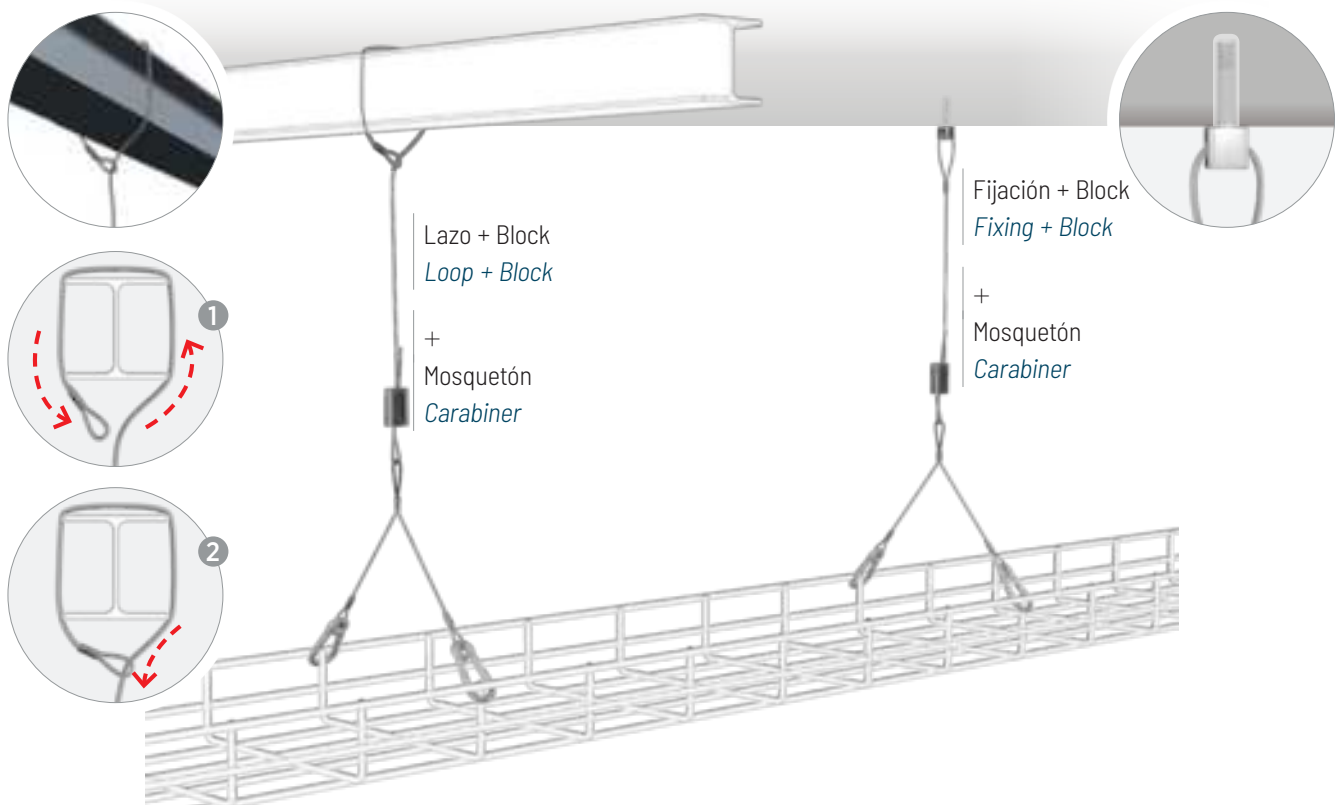 Lazo + Block
Loop + Block
+
Mosquetón
Carabiner
Fijación + Block
Fixing + Block
+
Mosquetón
Carabiner
1
2